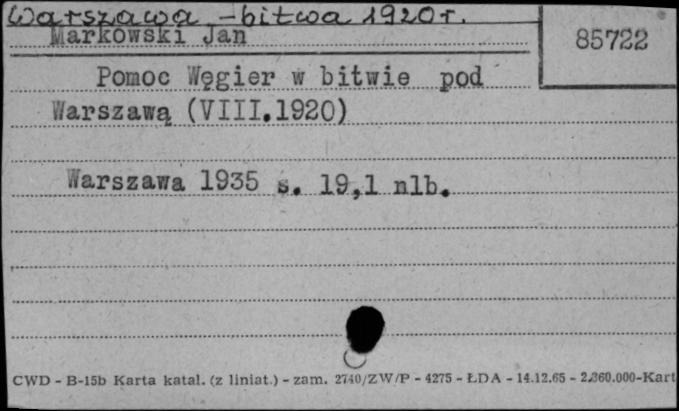 Warszawa - bitwa 1920 r.
Markowski Jan
85722
Pomoc Węgier w bitwie pod
Warszawą (VIII.1920)
Warszawa 1935 s. 19,1 nlb.
CWD - B-15b Karta katal. (z liniat.) - zam. 2740/ZW/P - 4275 - ŁDA - 14.12.65 - 2.360.000-Kart